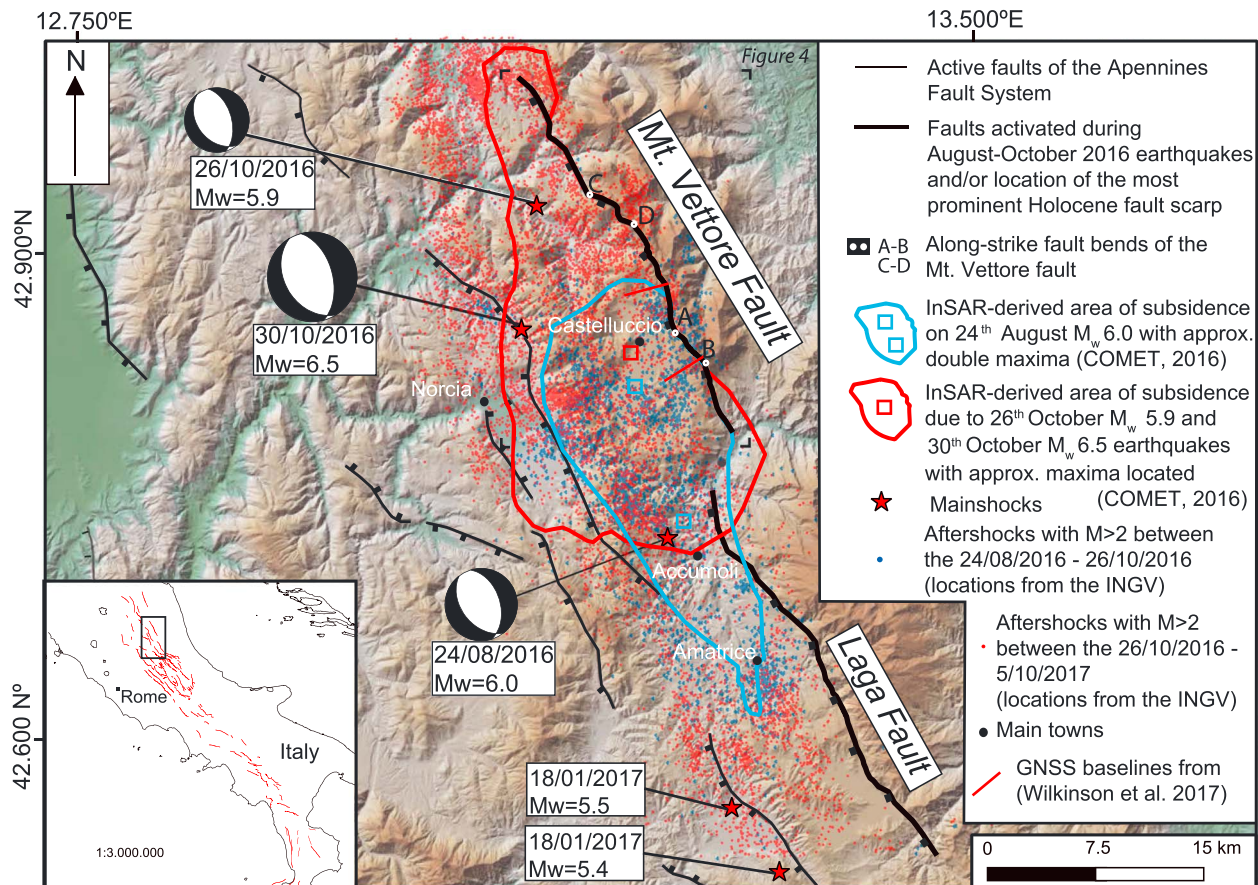 12.750ºE
13.500ºE
N
Figure 4
42.900ºN
42.600 Nº
26/10/2016
Mw=5.9
30/10/2016
Mw=6.5
24/08/2016
Mw=6.0
18/01/2017
Mw=5.5
18/01/2017
Mw=5.4
Mt. Vettore Fault
Laga Fault
C
D
A
B
Castelluccio
Norcia
Accumoli
Amatrice
Rome
Italy
1:3.000.000
Active faults of the Apennines
Fault System
Faults activated during
August-October 2016 earthquakes
and/or location of the most
prominent Holocene fault scarp
A-B
C-D
Along-strike fault bends of the
Mt. Vettore fault
InSAR-derived area of subsidence
on 24th August Mw 6.0 with approx.
double maxima (COMET, 2016)
InSAR-derived area of subsidence
due to 26th October Mw 5.9 and
30th October Mw 6.5 earthquakes
with approx. maxima located
(COMET, 2016)
Mainshocks
Aftershocks with M>2 between
the 24/08/2016 - 26/10/2016
(locations from the INGV)
Aftershocks with M>2
between the 26/10/2016 -
5/10/2017
(locations from the INGV)
Main towns
GNSS baselines from
(Wilkinson et al. 2017)
0 7.5 15 km